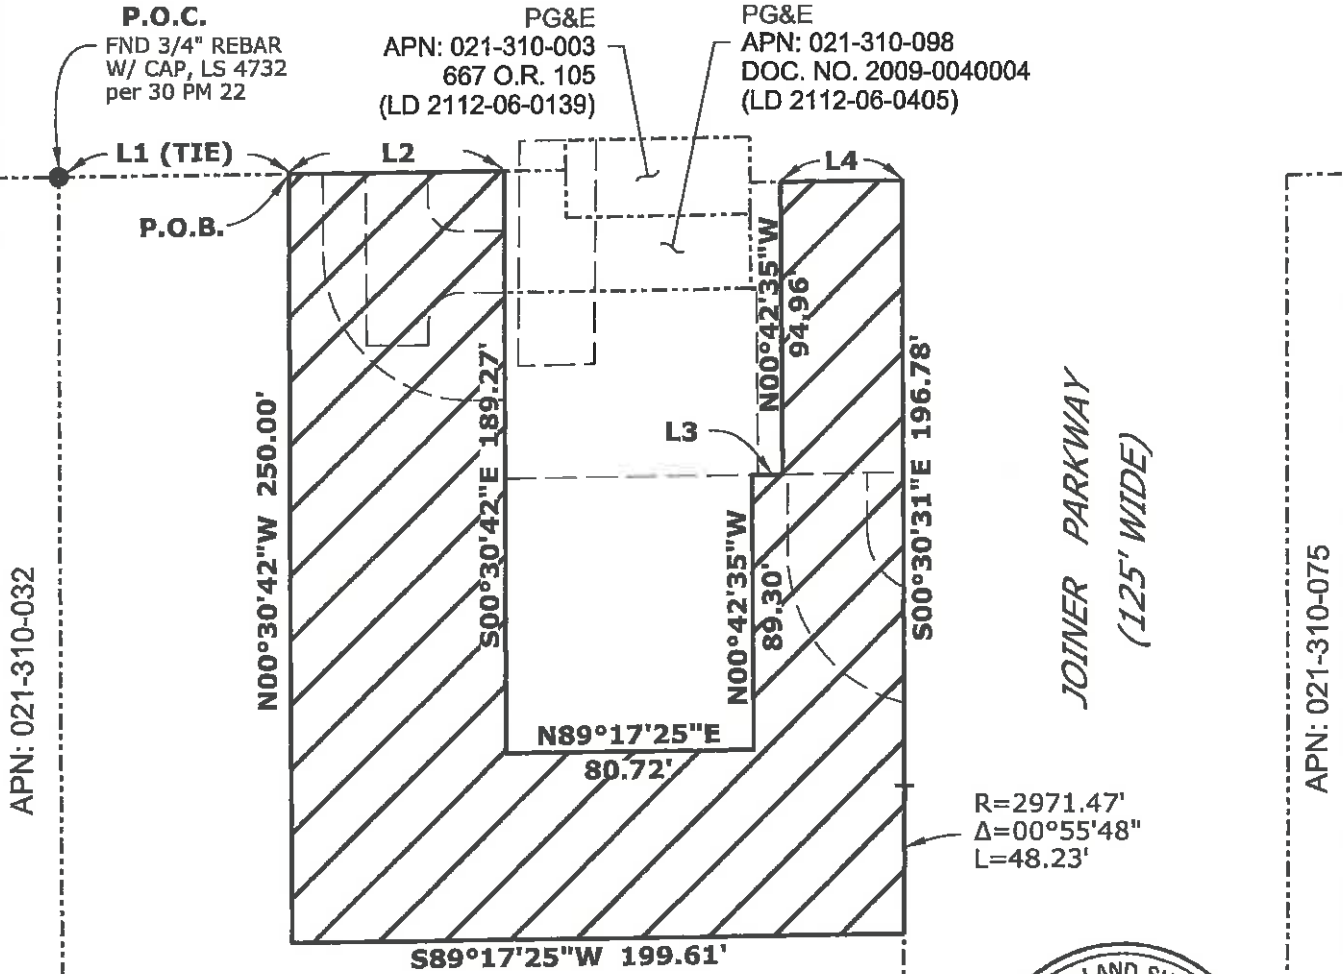 P.O.C.
FND 3/4" REBAR
W/ CAP, LS 4732
per 30 PM 22
PG&E
APN: 021-310-003
667 O.R. 105
(LD 2112-06-0139)
PG&E
APN: 021-310-098
DOC. NO. 2009-0040004
(LD 2112-06-0405)
L1 (TIE)
L2
L4
P.O.B.
N00°42'35"W
94.96'
L3
N00°30'42"W 250.00'
S00°30'42"E 189.27'
S00°30'31"E 196.78'
N00°42'35"W
89.30'
JOINER PARKWAY
(125' WIDE)
APN: 021-310-032
APN: 021-310-075
N89°17'25"E
80.72'
R=2971.47'
Δ=00°55'48"
L=48.23'
S89°17'25"W 199.61'
LAND